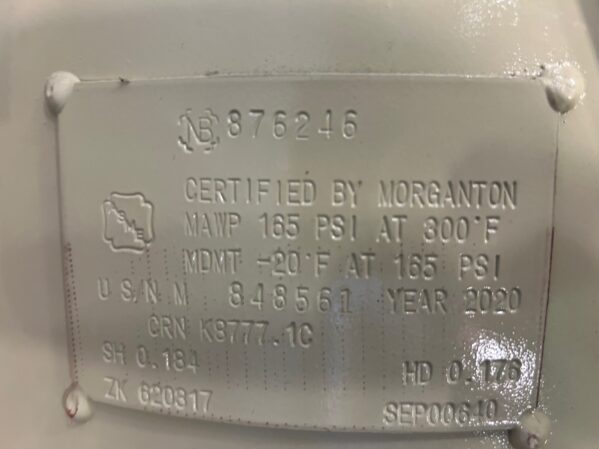 NB 876246
ASME
CERTIFIED BY MORGANTON
MAWP 165 PSI AT 300°F
MDMT -20°F AT 165 PSI
U S/N M 848561 YEAR 2020
CRN K8777.1C
SH 0.184 HD 0.176
ZK 620317 SEP00640